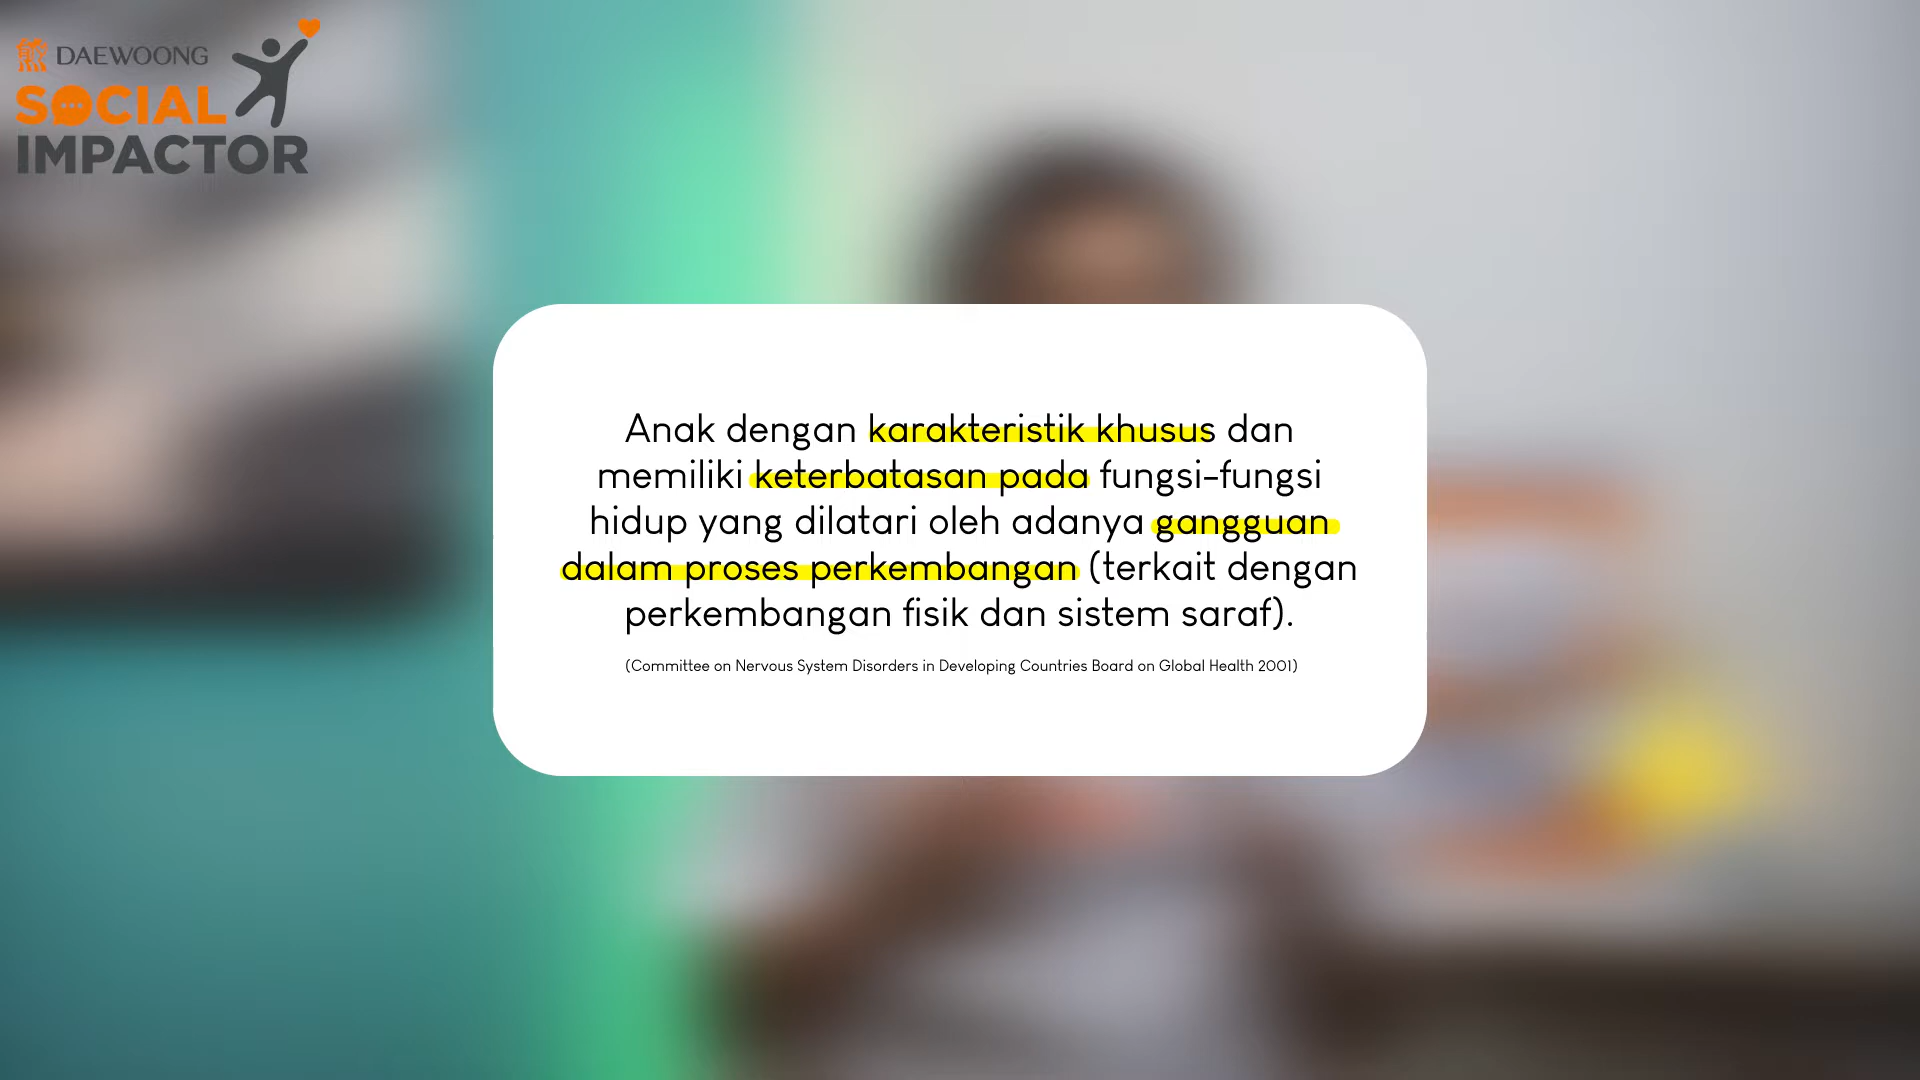 DAEWOONG
SOCIAL
IMPACTOR
Anak dengan karakteristik khusus dan
memiliki keterbatasan pada fungsi-fungsi
hidup yang dilatari oleh adanya gangguan
dalam proses perkembangan (terkait dengan
perkembangan fisik dan sistem saraf).
(Committee on Nervous System Disorders in Developing Countries Board on Global Health 2001)